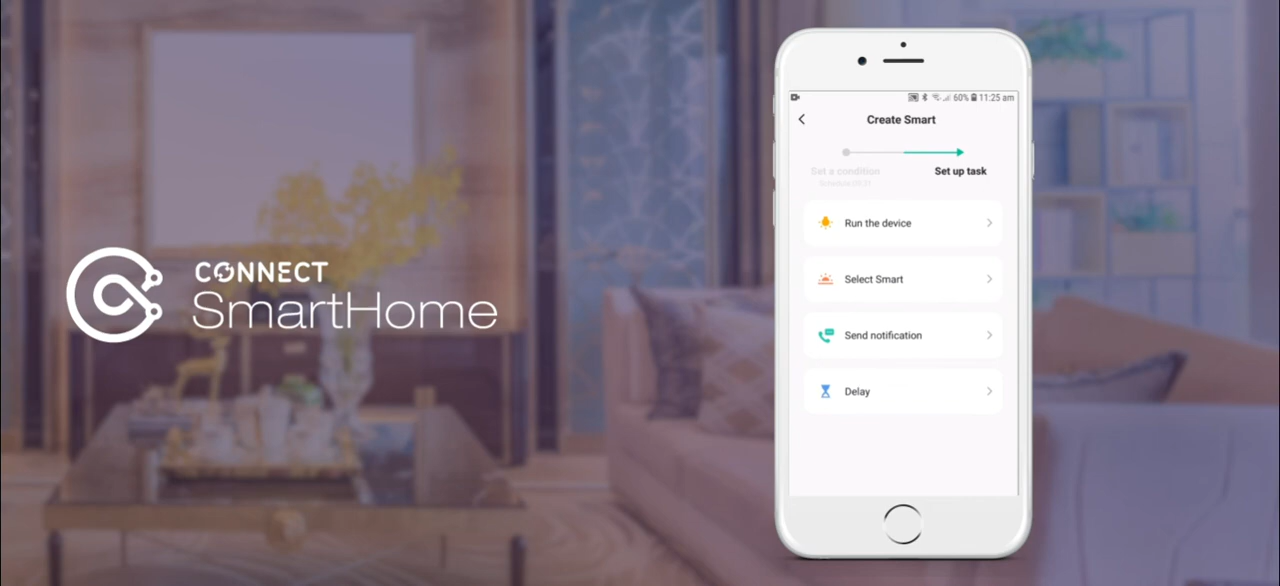 CONNECT
SmartHome
60% 11:25 am
Create Smart
Set a condition
Set up task
Run the device
Select Smart
Send notification
Delay